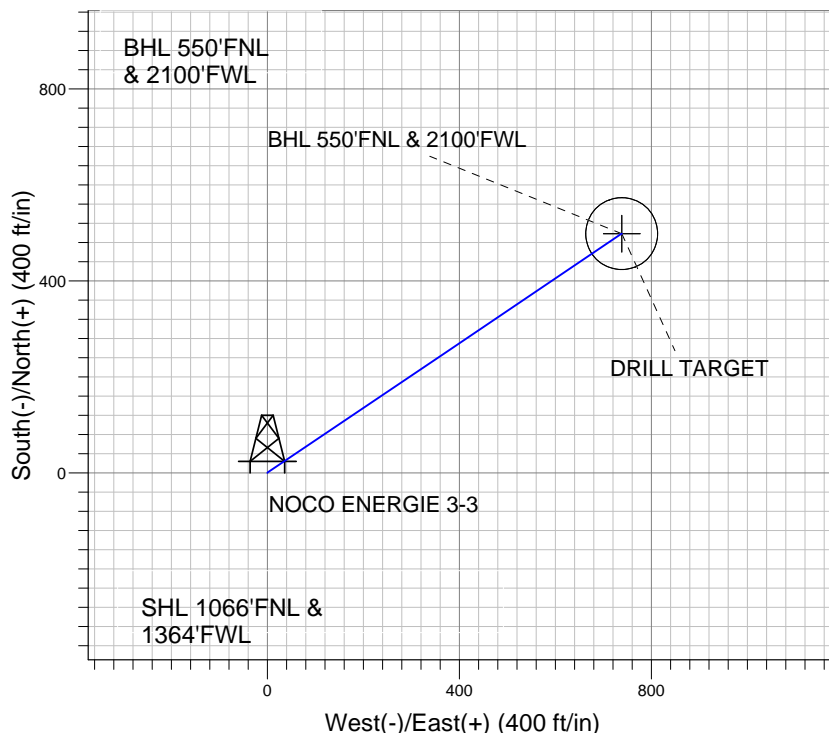 BHL 550'FNL
& 2100'FWL
800
BHL 550'FNL & 2100'FWL
South(-)/North(+) (400 ft/in)
400
DRILL TARGET
0
NOCO ENERGIE 3-3
SHL 1066'FNL &
1364'FWL
0
400
800
West(-)/East(+) (400 ft/in)